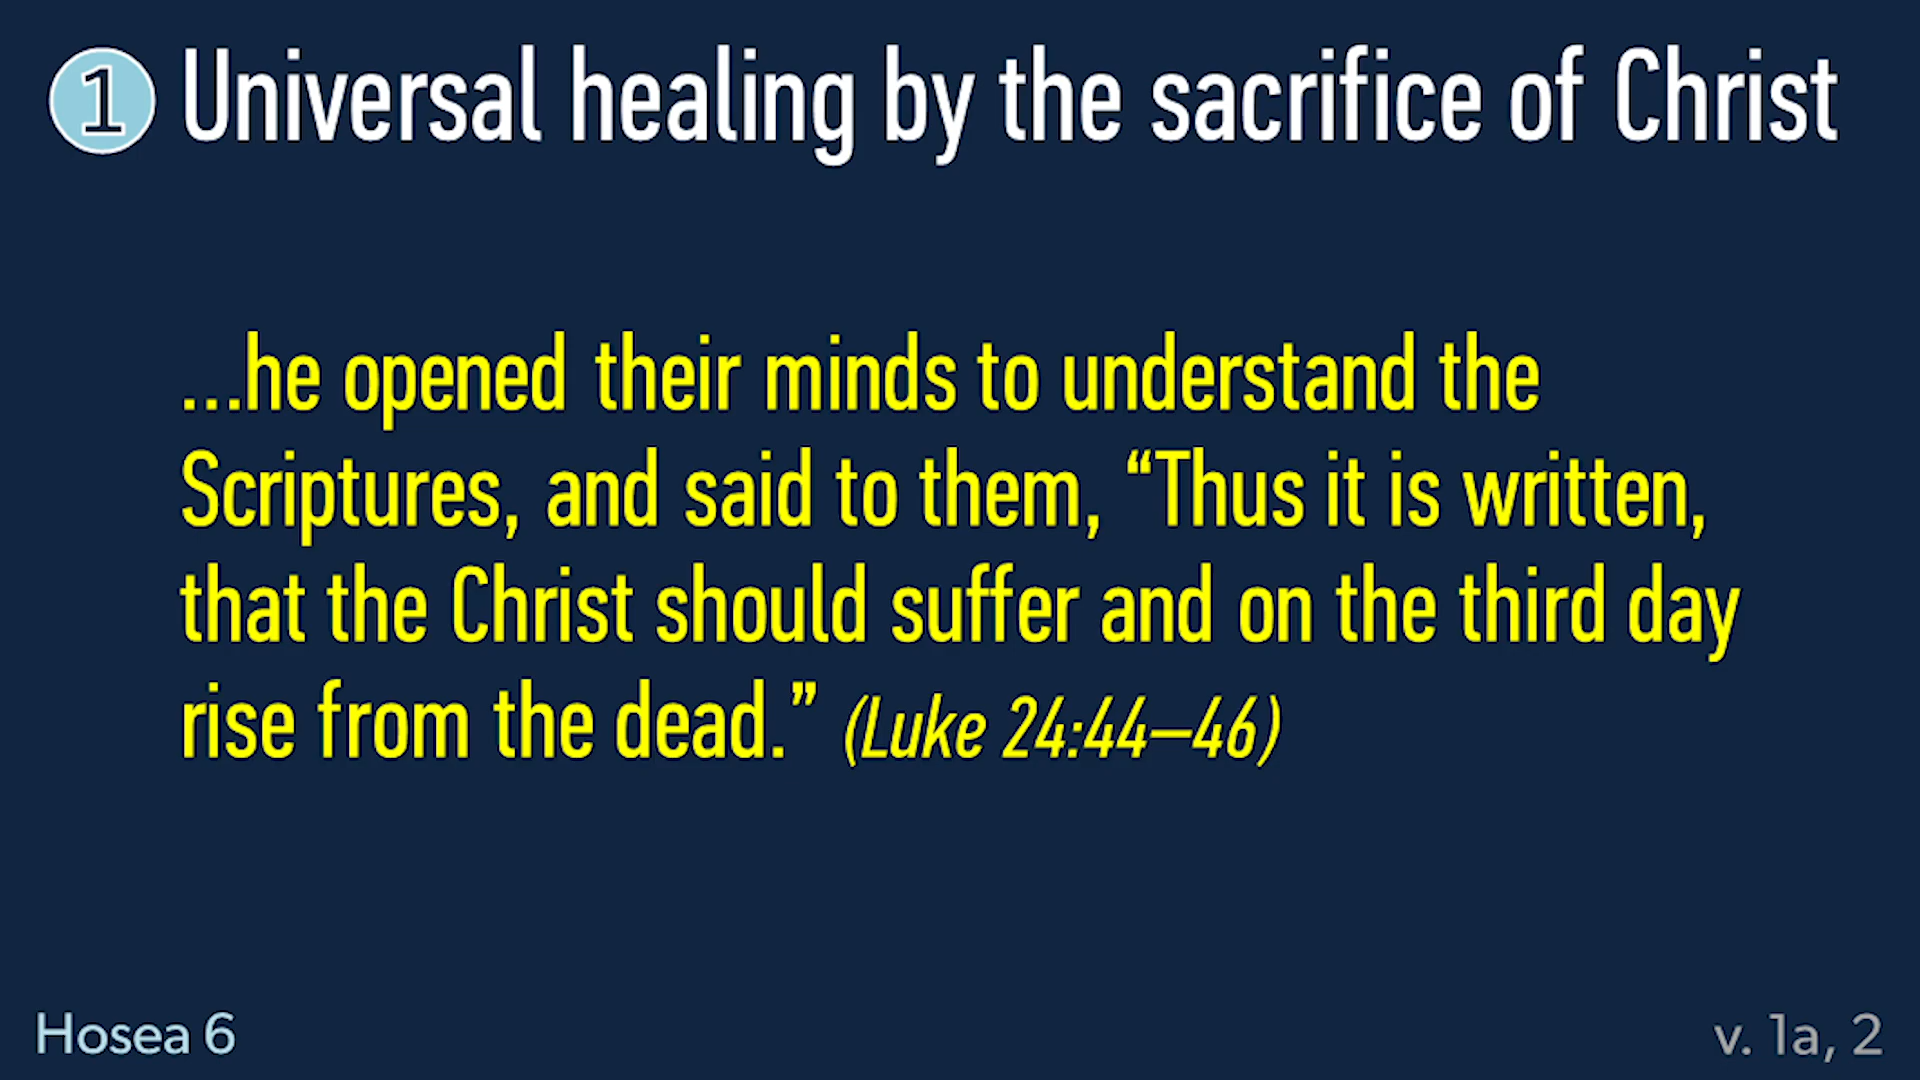 1 Universal healing by the sacrifice of Christ
...he opened their minds to understand the
Scriptures, and said to them, “Thus it is written,
that the Christ should suffer and on the third day
rise from the dead.” (Luke 24:44–46)
Hosea 6
v. 1a, 2